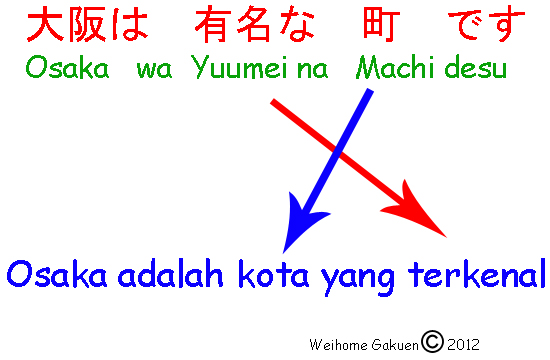 大阪は 有名な 町 です
Osaka wa Yuumei na Machi desu
Osaka adalah kota yang terkenal
Weihome Gakuen © 2012